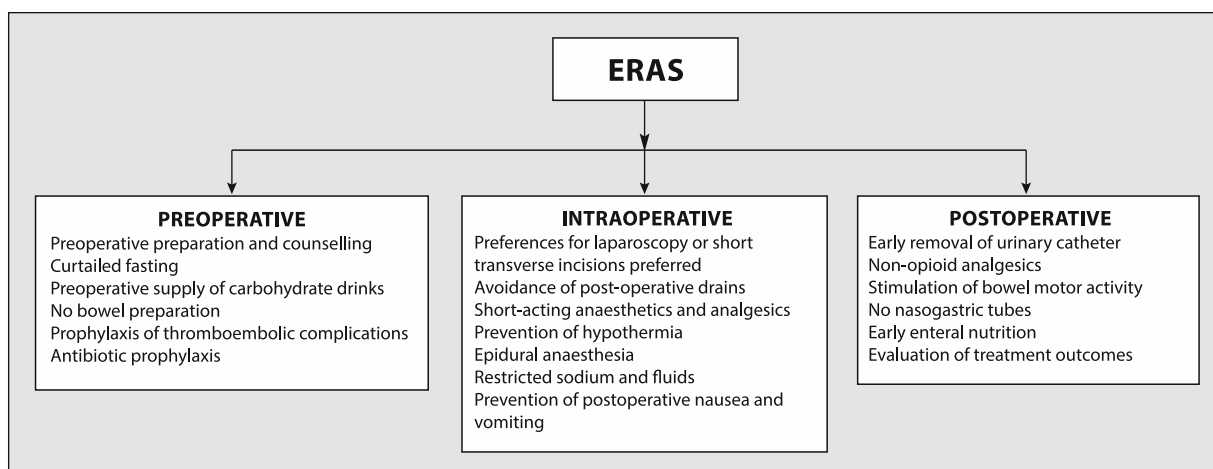 ERAS
PREOPERATIVE
Preoperative preparation and counselling
Curtailed fasting
Preoperative supply of carbohydrate drinks
No bowel preparation
Prophylaxis of thromboembolic complications
Antibiotic prophylaxis
INTRAOPERATIVE
Preferences for laparoscopy or short
transverse incisions preferred
Avoidance of post-operative drains
Short-acting anaesthetics and analgesics
Prevention of hypothermia
Epidural anaesthesia
Restricted sodium and fluids
Prevention of postoperative nausea and
vomiting
POSTOPERATIVE
Early removal of urinary catheter
Non-opioid analgesics
Stimulation of bowel motor activity
No nasogastric tubes
Early enteral nutrition
Evaluation of treatment outcomes